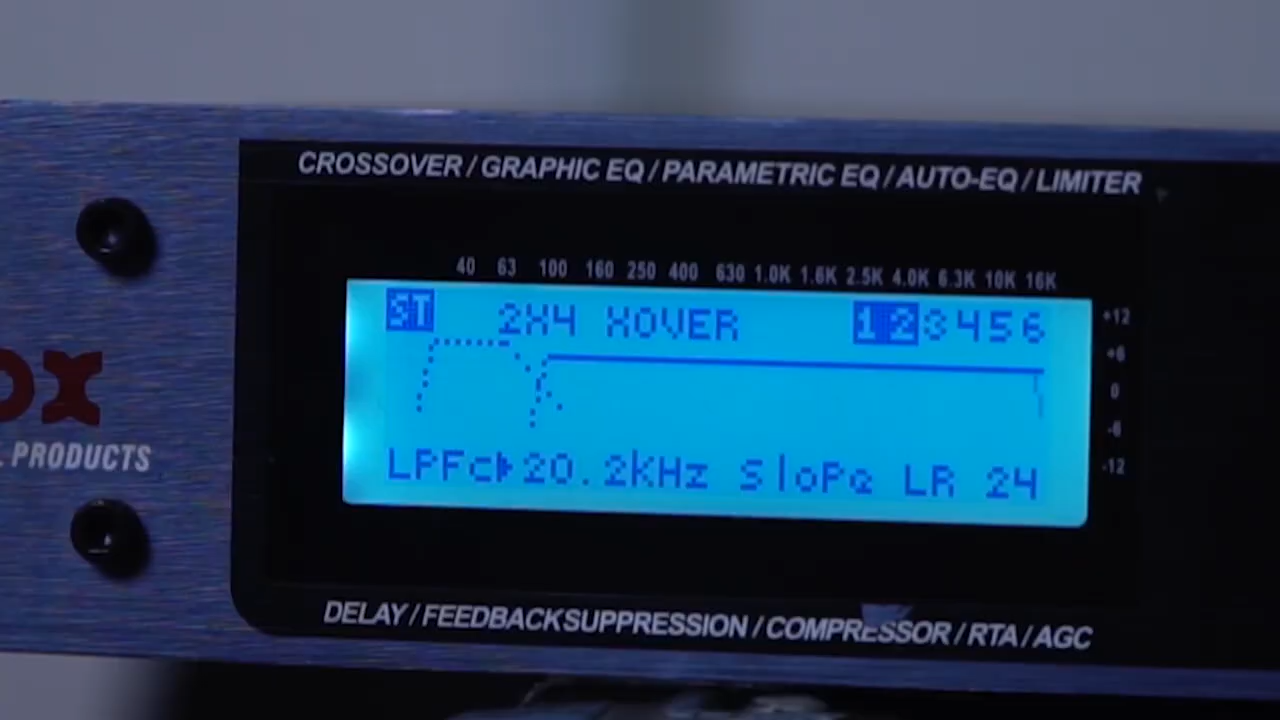 CROSSOVER / GRAPHIC EQ / PARAMETRIC EQ / AUTO-EQ / LIMITER
40 63 100 160 250 400 630 1.0K 1.6K 2.5K 4.0K 6.3K 10K 16K
ST 2X4 XOVER 123456
+12
+6
0
-6
-12
LPFc 20.2KHz Slope LR 24
PRODUCTS
DELAY / FEEDBACK SUPPRESSION / COMPRESSOR / RTA / AGC